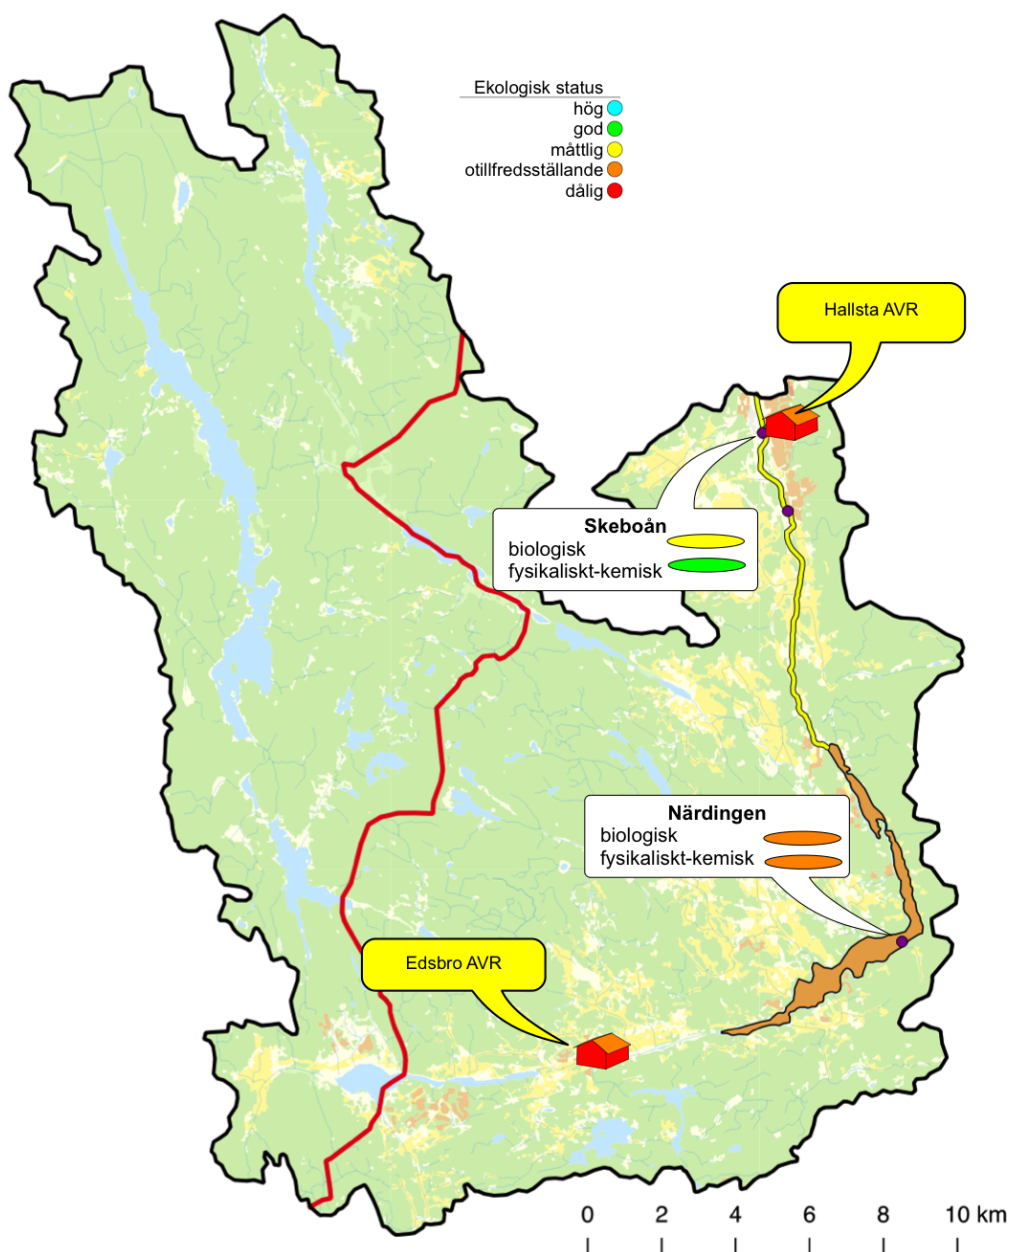 Ekologisk status
hög
god
måttlig
otillfredsställande
dålig
Hallsta AVR
Skeboån
biologisk
fysikaliskt-kemisk
Närdingen
biologisk
fysikaliskt-kemisk
Edsbro AVR
0 2 4 6 8 10 km